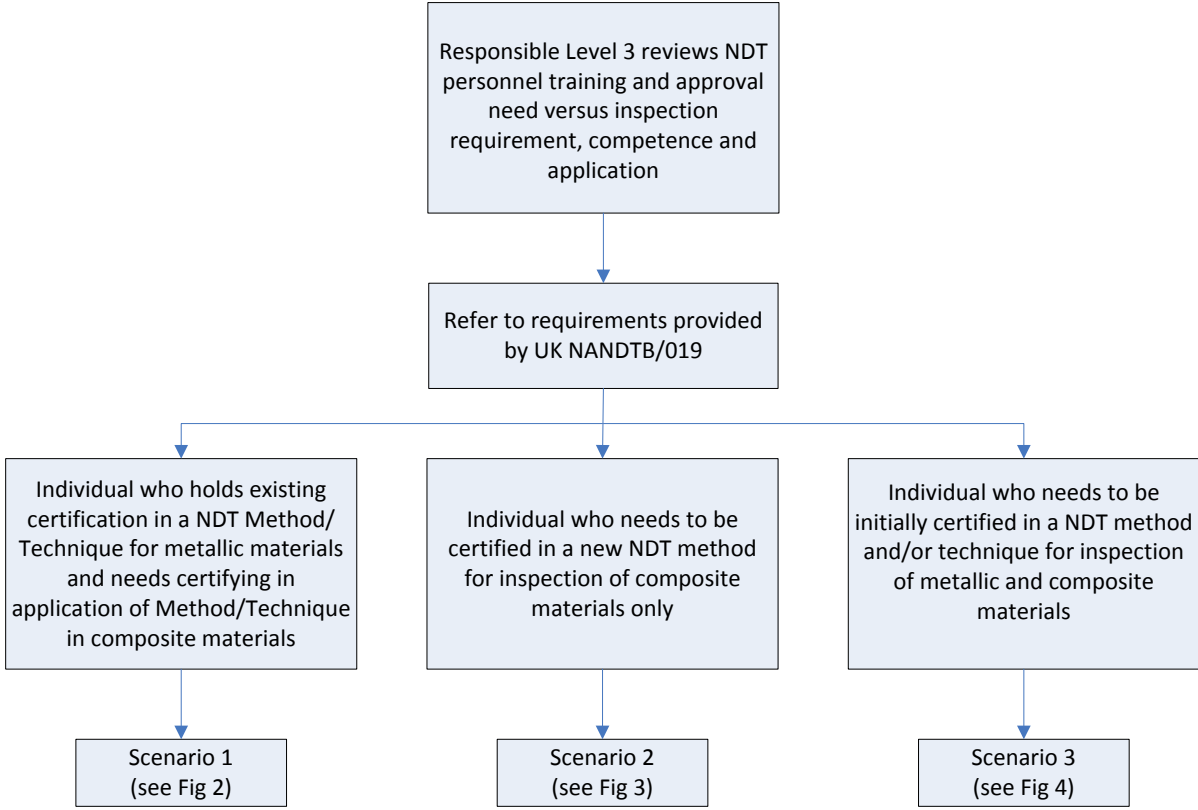 Responsible Level 3 reviews NDT
personnel training and approval
need versus inspection
requirement, competence and
application
Refer to requirements provided
by UK NANDTB/019
Individual who holds existing
certification in a NDT Method/
Technique for metallic materials
and needs certifying in
application of Method/Technique
in composite materials
Individual who needs to be
certified in a new NDT method
for inspection of composite
materials only
Individual who needs to be
initially certified in a NDT method
and/or technique for inspection
of metallic and composite
materials
Scenario 1
(see Fig 2)
Scenario 2
(see Fig 3)
Scenario 3
(see Fig 4)